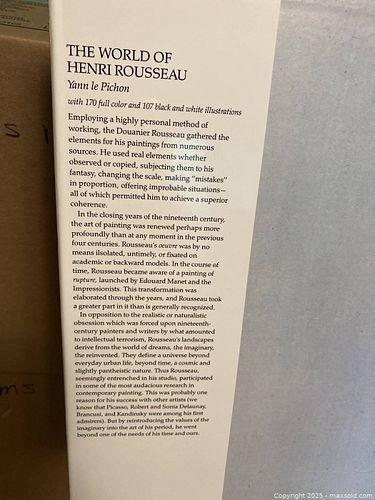 THE WORLD OF
HENRI ROUSSEAU
Yann le Pichon
with 170 full color and 107 black and white illustrations
Employing a highly personal method of
working, the Douanier Rousseau gathered the
elements for his paintings from numerous
sources. He used real elements whether
observed or copied, subjecting them to his
fantasy, changing the scale, making "mistakes"
in proportion, offering improbable situations—
all of which permitted him to achieve a superior
coherence.
In the closing years of the nineteenth century,
the art of painting was renewed perhaps more
profoundly than at any moment in the previous
four centuries. Rousseau's oeuvre was by no
means ilsolated, untimely, or fixated on
academic or backward models. In the course of
time, Rousseau became aware of a painting of
rupture, launched by Edouard Manet and the
Impressionists. This transformation was
elaborated through the years, and Rousseau took
a greater part in it than is generally recognized.
In opposition to the realistic or naturalistic
obsession which was forced upon nineteenth-
century painters and writers by what amounted
to intellectual terrorism, Rousseau's landscapes
derive from the world of dreams, the imaginary,
the reinvented. They define a universe beyond
everyday urban life, beyond time, a cosmic and
slightly pantheistic nature. Thus Rousseau,
seemingly entrenched in his studio, participated
in some of the most audacious research in
contemporary painting. This was probably one
reason for his success with other artists (we
know that Picasso, Robert and Sonia Delaunay,
Brancusi, and Kandinsky were among his first
admirers). But by reintroducing the values of the
imaginary into the art of his period, he went
beyond one of the needs of his time and ours.
Copyright 2025 - maxsold.com